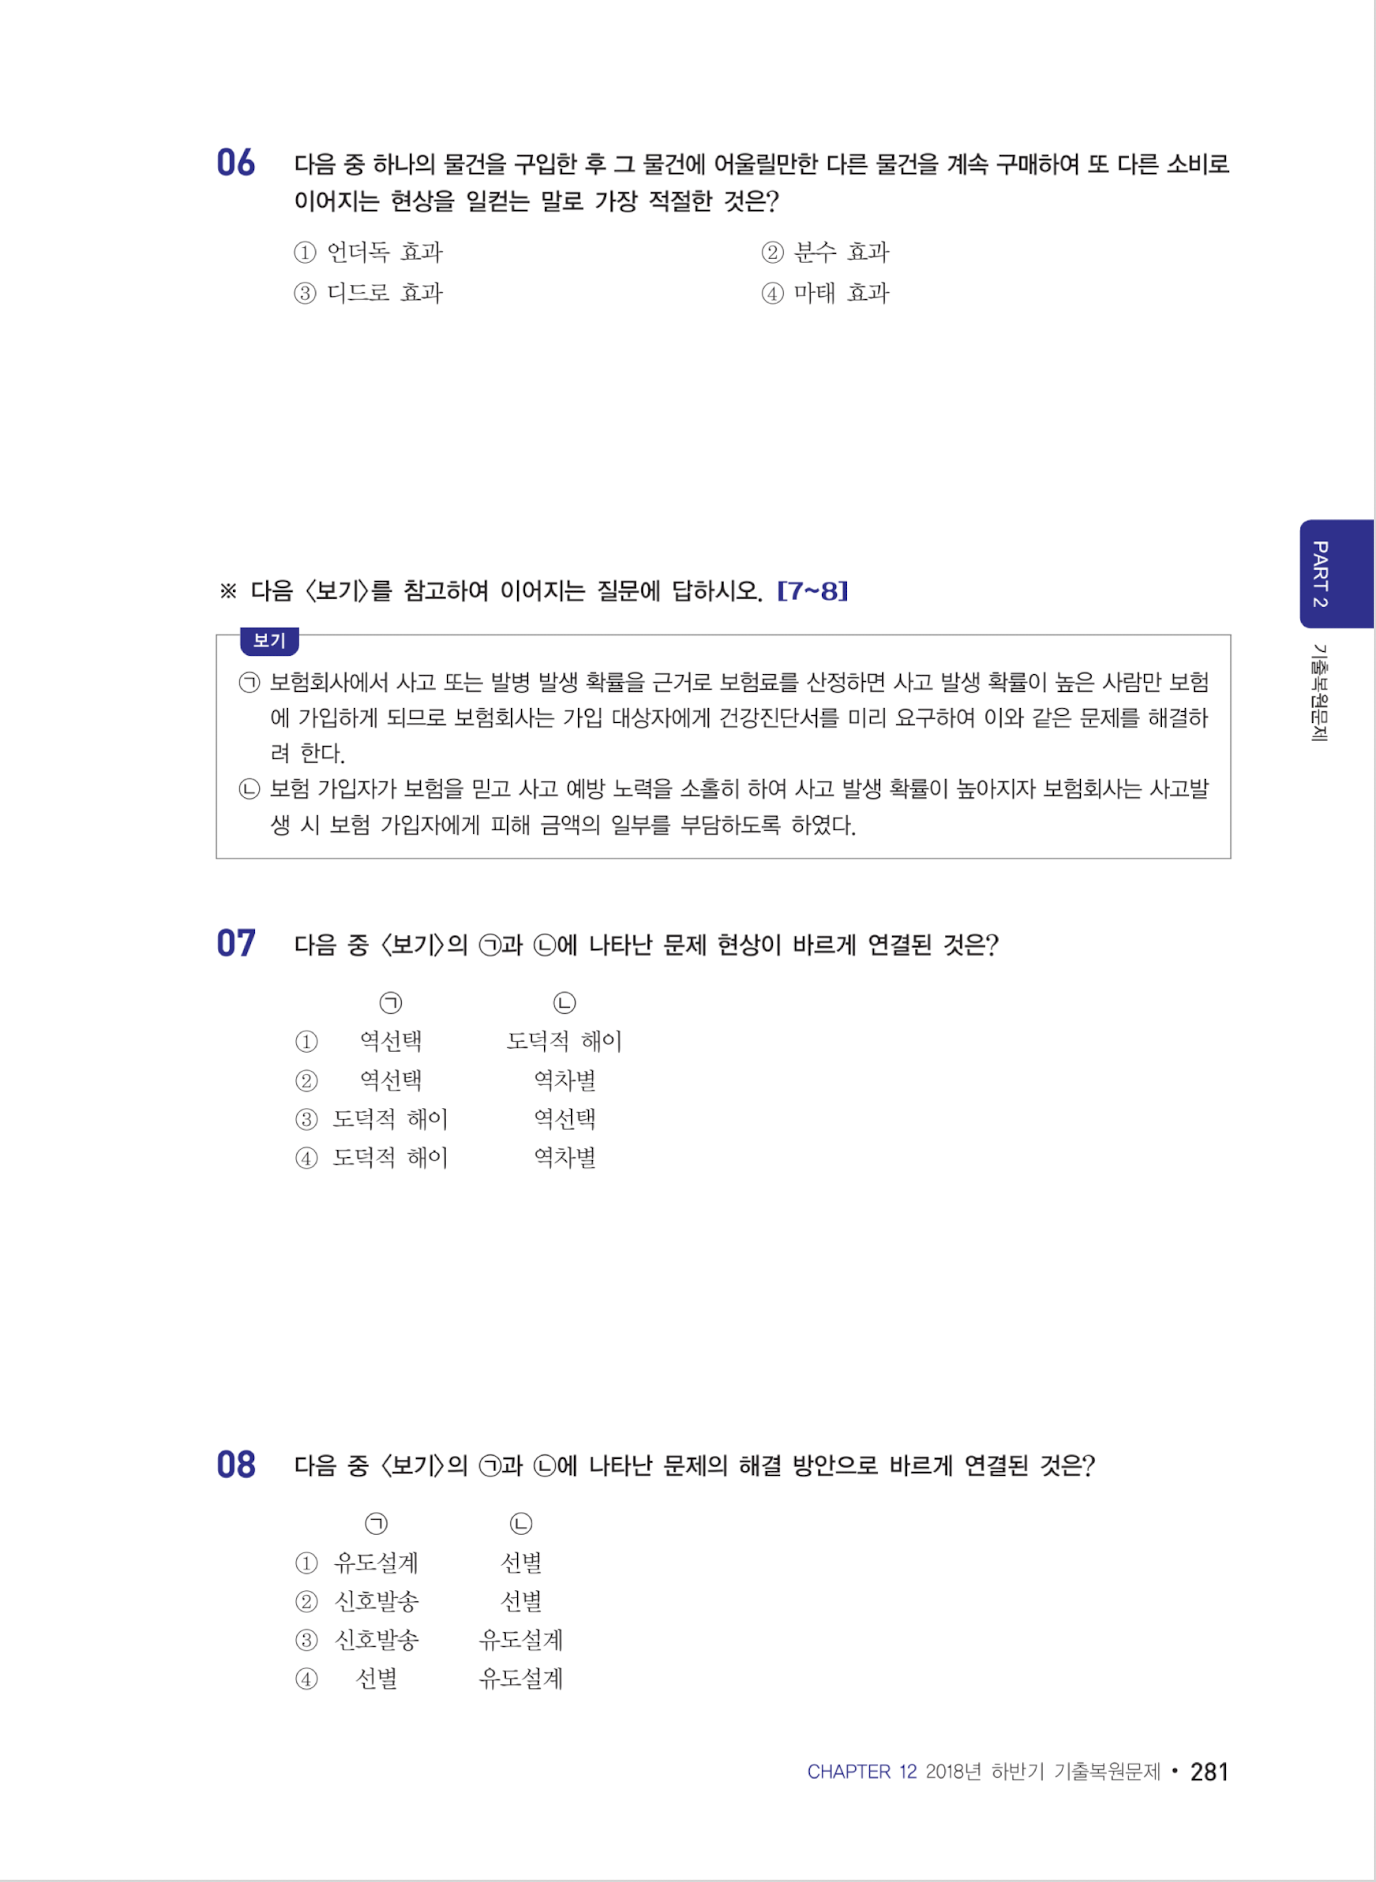 06 다음 중 하나의 물건을 구입한 후 그 물건에 어울릴만한 다른 물건을 계속 구매하여 또 다른 소비로
이어지는 현상을 일컫는 말로 가장 적절한 것은?
① 언더독 효과 ② 분수 효과
③ 디드로 효과 ④ 마태 효과
※ 다음 〈보기〉를 참고하여 이어지는 질문에 답하시오. [7~8]
보기
㉠ 보험회사에서 사고 또는 발병 발생 확률을 근거로 보험료를 산정하면 사고 발생 확률이 높은 사람만 보험
에 가입하게 되므로 보험회사는 가입 대상자에게 건강진단서를 미리 요구하여 이와 같은 문제를 해결하
려 한다.
㉡ 보험 가입자가 보험을 믿고 사고 예방 노력을 소홀히 하여 사고 발생 확률이 높아지자 보험회사는 사고발
생 시 보험 가입자에게 피해 금액의 일부를 부담하도록 하였다.
PART 2
기출복원문제
07 다음 중 〈보기〉의 ㉠과 ㉡에 나타난 문제 현상이 바르게 연결된 것은?
㉠ ㉡
① 역선택 도덕적 해이
② 역선택 역차별
③ 도덕적 해이 역선택
④ 도덕적 해이 역차별
08 다음 중 〈보기〉의 ㉠과 ㉡에 나타난 문제의 해결 방안으로 바르게 연결된 것은?
㉠ ㉡
① 유도설계 선별
② 신호발송 선별
③ 신호발송 유도설계
④ 선별 유도설계
CHAPTER 12 2018년 하반기 기출복원문제 • 281